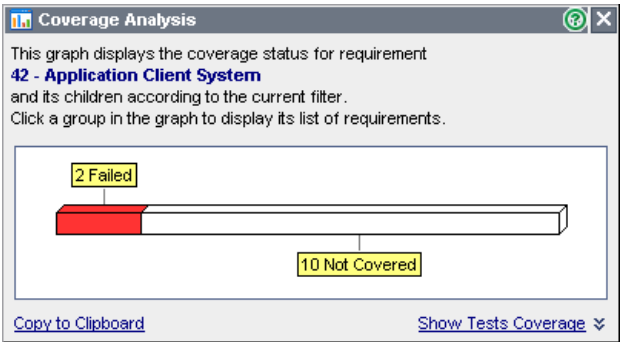 Coverage Analysis
This graph displays the coverage status for requirement
42 - Application Client System
and its children according to the current filter.
Click a group in the graph to display its list of requirements.
2 Failed
10 Not Covered
Copy to Clipboard
Show Tests Coverage